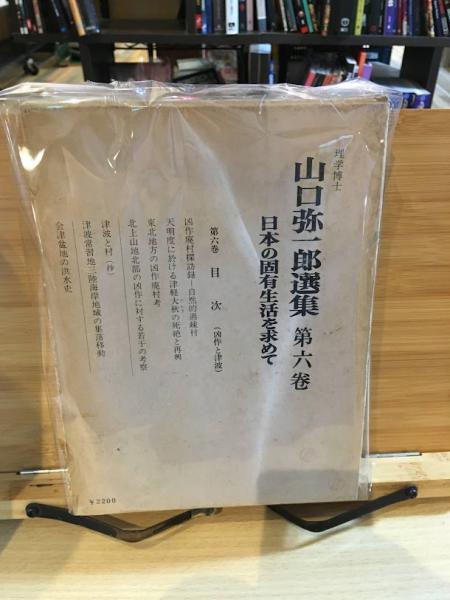 理学博士
山口弥一郎選集 第六卷
日本の固有生活を求めて
第六卷 目次 (凶作と津波)
凶作廃村探訪録—自然的過疎村
天明度に於ける津軽大秋の死絶と再興
東北地方の凶作廃村考
北上山地北部の凶作に対する若干の考察
津波と村(抄)
津波常習地三陸海岸地域の集落移動
会津盆地の洪水史
¥2200